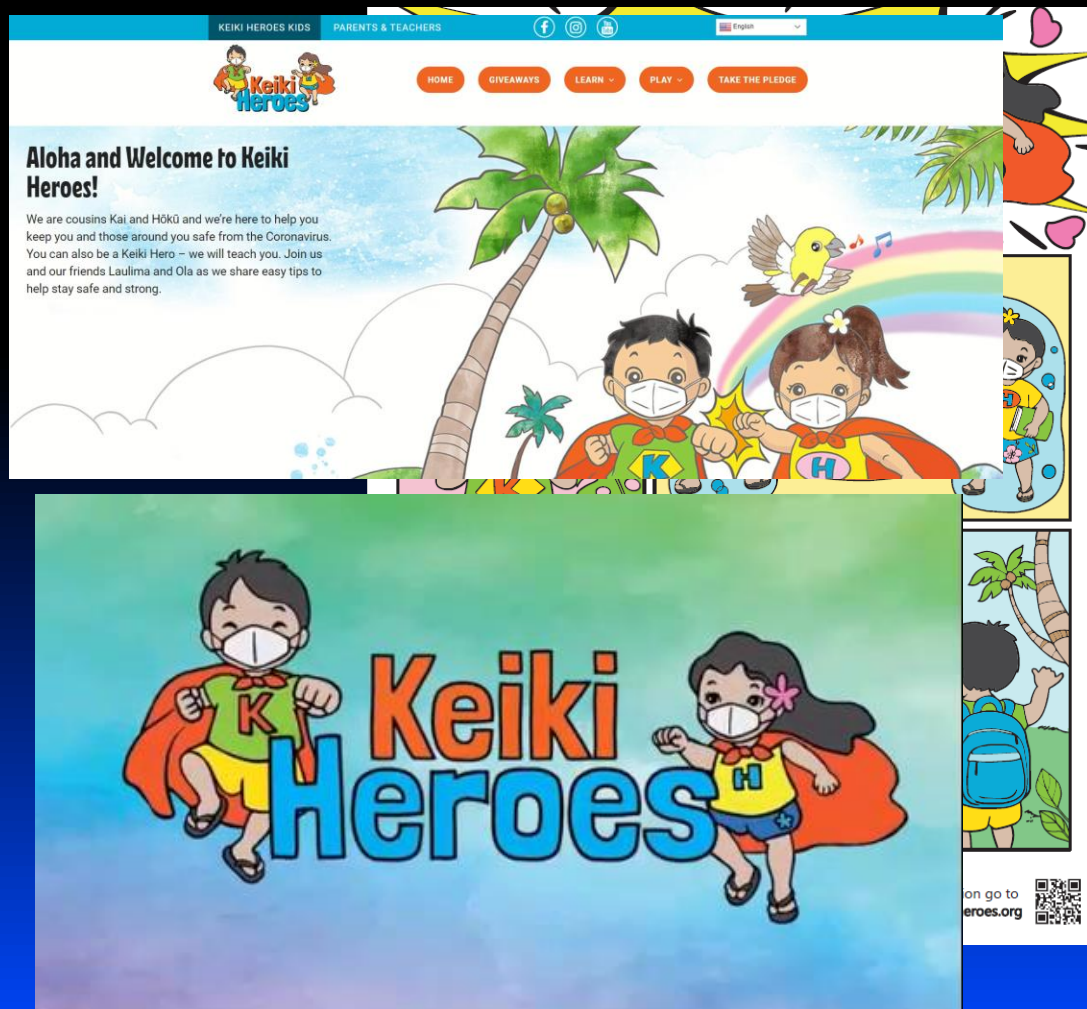 KEIKI HEROES KIDS PARENTS & TEACHERS
English
Keiki
Heroes
HOME GIVEAWAYS LEARN PLAY TAKE THE PLEDGE
Aloha and Welcome to Keiki
Heroes!
We are cousins Kai and Hōkū and we're here to help you
keep you and those around you safe from the Coronavirus.
You can also be a Keiki Hero – we will teach you. Join us
and our friends Laulima and Ola as we share easy tips to
help stay safe and strong.
K H
H
K
Keiki
Heroes
H
on go to
eroes.org